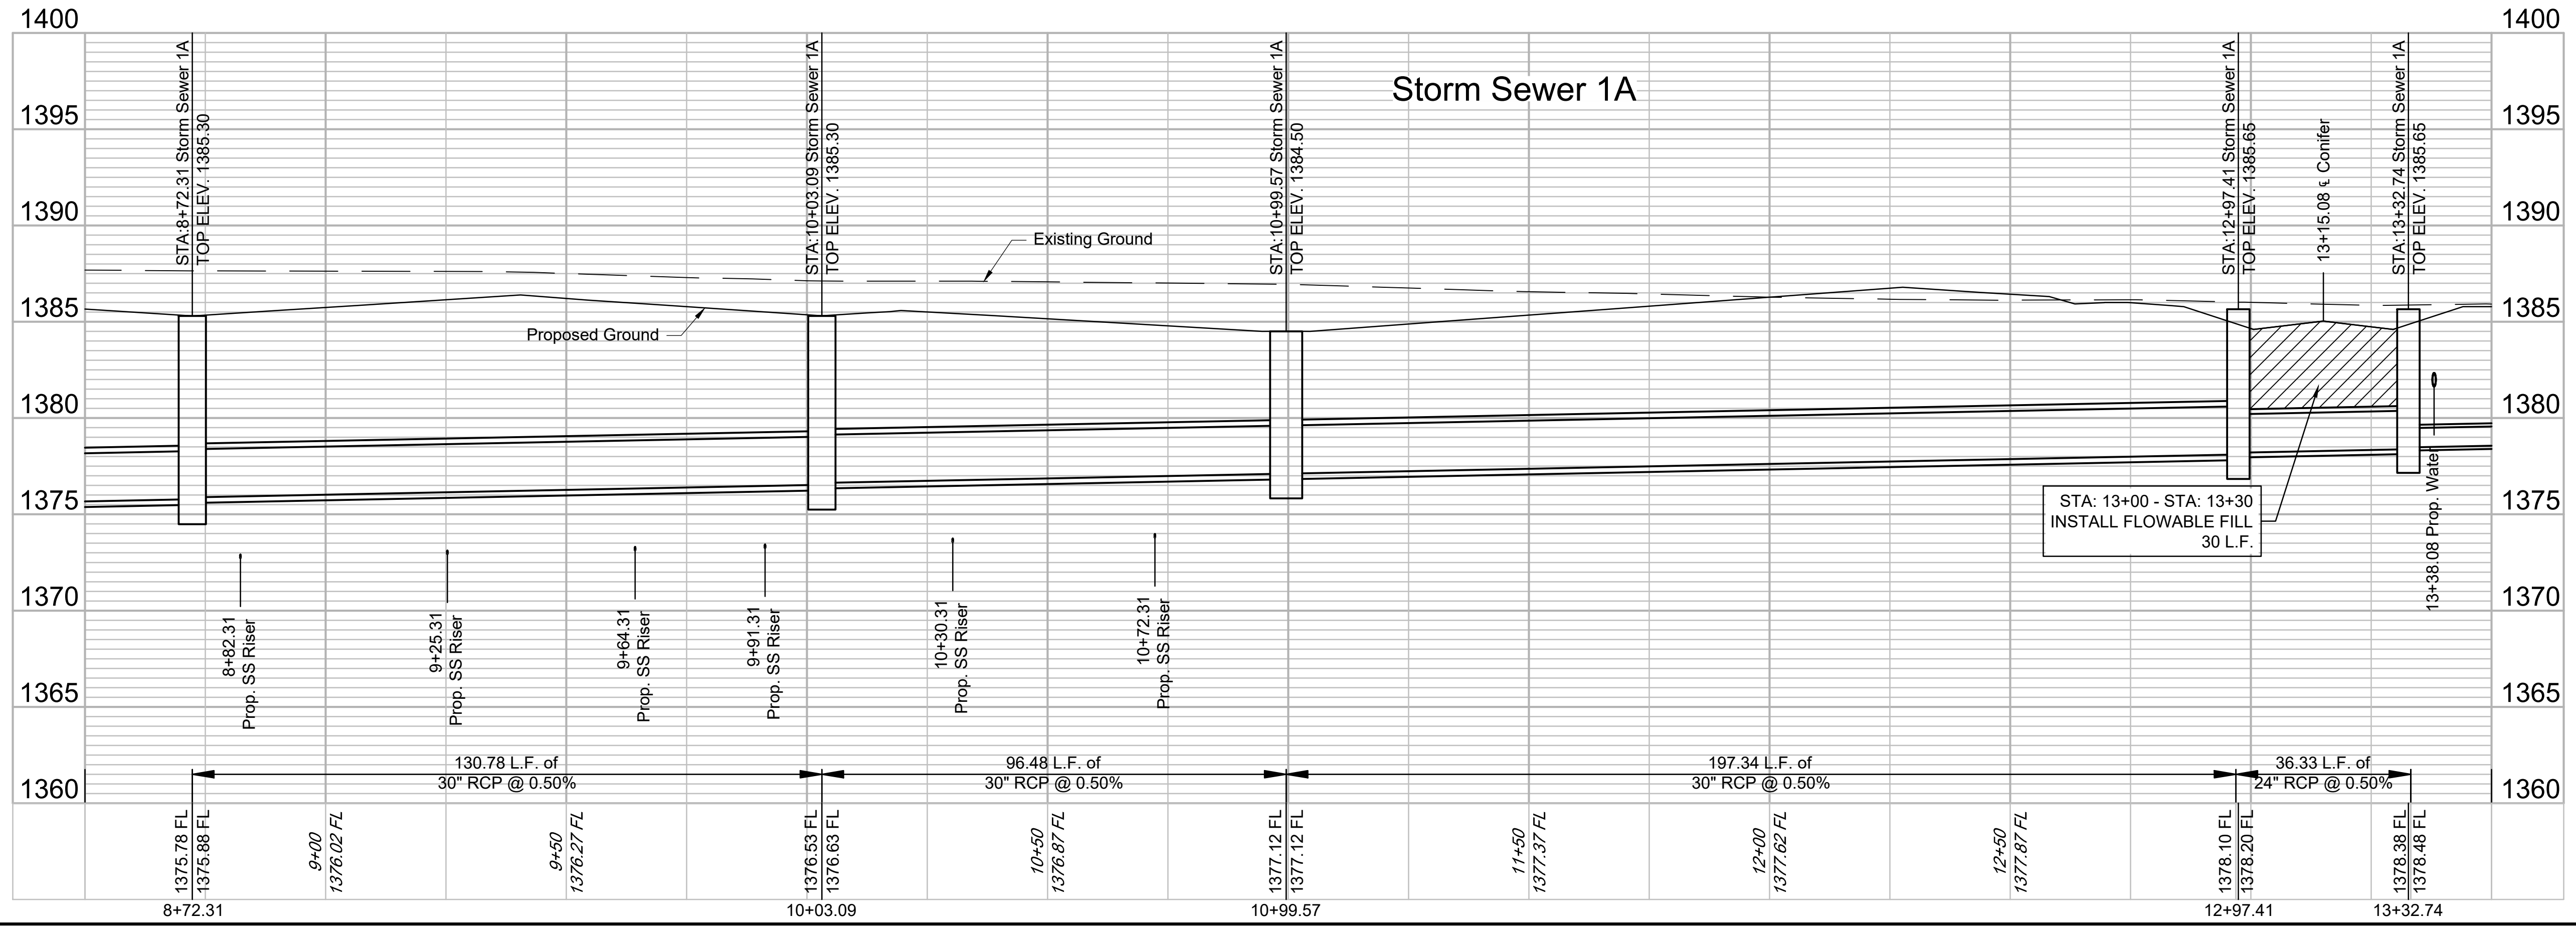 1400
1400
Storm Sewer 1A
STA:8+72.31 Storm Sewer 1A
TOP ELEV. 1385.30
STA:10+03.09 Storm Sewer 1A
TOP ELEV. 1385.30
STA:10+99.57 Storm Sewer 1A
TOP ELEV. 1384.50
STA:12+97.41 Storm Sewer 1A
TOP ELEV. 1385.65
13+15.08 ℄ Conifer
STA:13+32.74 Storm Sewer 1A
TOP ELEV. 1385.65
1395
1395
1390
1390
Existing Ground
1385
1385
Proposed Ground
1380
1380
1375
1375
STA: 13+00 - STA: 13+30
INSTALL FLOWABLE FILL
30 L.F.
13+38.08 Prop. Water
1370
1370
8+82.31
Prop. SS Riser
9+25.31
Prop. SS Riser
9+64.31
Prop. SS Riser
9+91.31
Prop. SS Riser
10+30.31
Prop. SS Riser
10+72.31
Prop. SS Riser
1365
1365
130.78 L.F. of
30" RCP @ 0.50%
96.48 L.F. of
30" RCP @ 0.50%
197.34 L.F. of
30" RCP @ 0.50%
36.33 L.F. of
24" RCP @ 0.50%
1360
1360
1375.78 FL
1375.88 FL
9+00
1376.02 FL
9+50
1376.27 FL
1376.53 FL
1376.63 FL
10+50
1376.87 FL
1377.12 FL
1377.12 FL
11+50
1377.37 FL
12+00
1377.62 FL
12+50
1377.87 FL
1378.10 FL
1378.20 FL
1378.38 FL
1378.48 FL
8+72.31
10+03.09
10+99.57
12+97.41
13+32.74